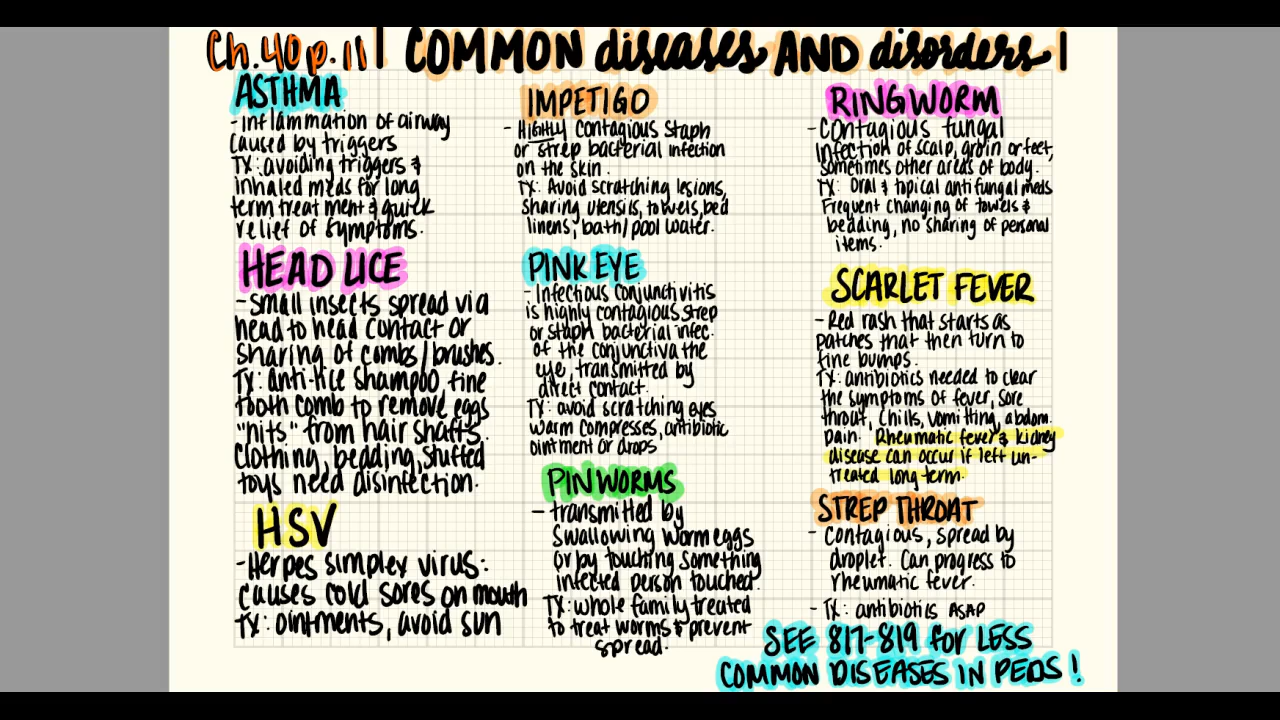 Ch.40 p.11 | COMMON diseases AND disorders |
ASTHMA
- Inflammation of airway
caused by triggers
TX: avoiding triggers &
inhaled meds for long
term treatment & quick
relief of symptoms.
HEAD LICE
- Small insects spread via
head to head contact or
sharing of combs/brushes.
TX: anti-lice shampoo, fine
tooth comb to remove eggs
"nits" from hair shafts.
Clothing, bedding, stuffed
toys need disinfection.
HSV
- Herpes simplex virus:
causes cold sores on mouth
TX: ointments, avoid sun
IMPETIGO
- HIGHLY contagious staph
or strep bacterial infection
on the skin.
TX: Avoid scratching lesions,
sharing utensils, towels, bed
linens, bath/pool water.
PINK EYE
- Infectious conjunctivitis
is highly contagious strep
or staph bacterial infec.
of the conjunctiva the
eye, transmitted by
direct contact.
TX: avoid scratching eyes
warm compresses, antibiotic
ointment or drops
PINWORMS
- transmitted by
swallowing worm eggs
or by touching something
infected person touched.
TX: whole family treated
to treat worms & prevent
spread.
RINGWORM
- Contagious fungal
infection of scalp, groin or feet,
sometimes other areas of body.
TX: Oral & topical antifungal meds
Frequent changing of towels &
bedding, no sharing of personal
items.
SCARLET FEVER
- Red rash that starts as
patches that then turn to
fine bumps.
TX: antibiotics needed to clear
the symptoms of fever, sore
throat, chills, vomitting, abdom.
pain. Rheumatic fever & kidney
disease can occur if left un-
treated long term.
STREP THROAT
- Contagious, spread by
droplet. Can progress to
rheumatic fever.
- TX: antibiotics ASAP
SEE 817-819 for LESS
COMMON DISEASES IN PEDS!